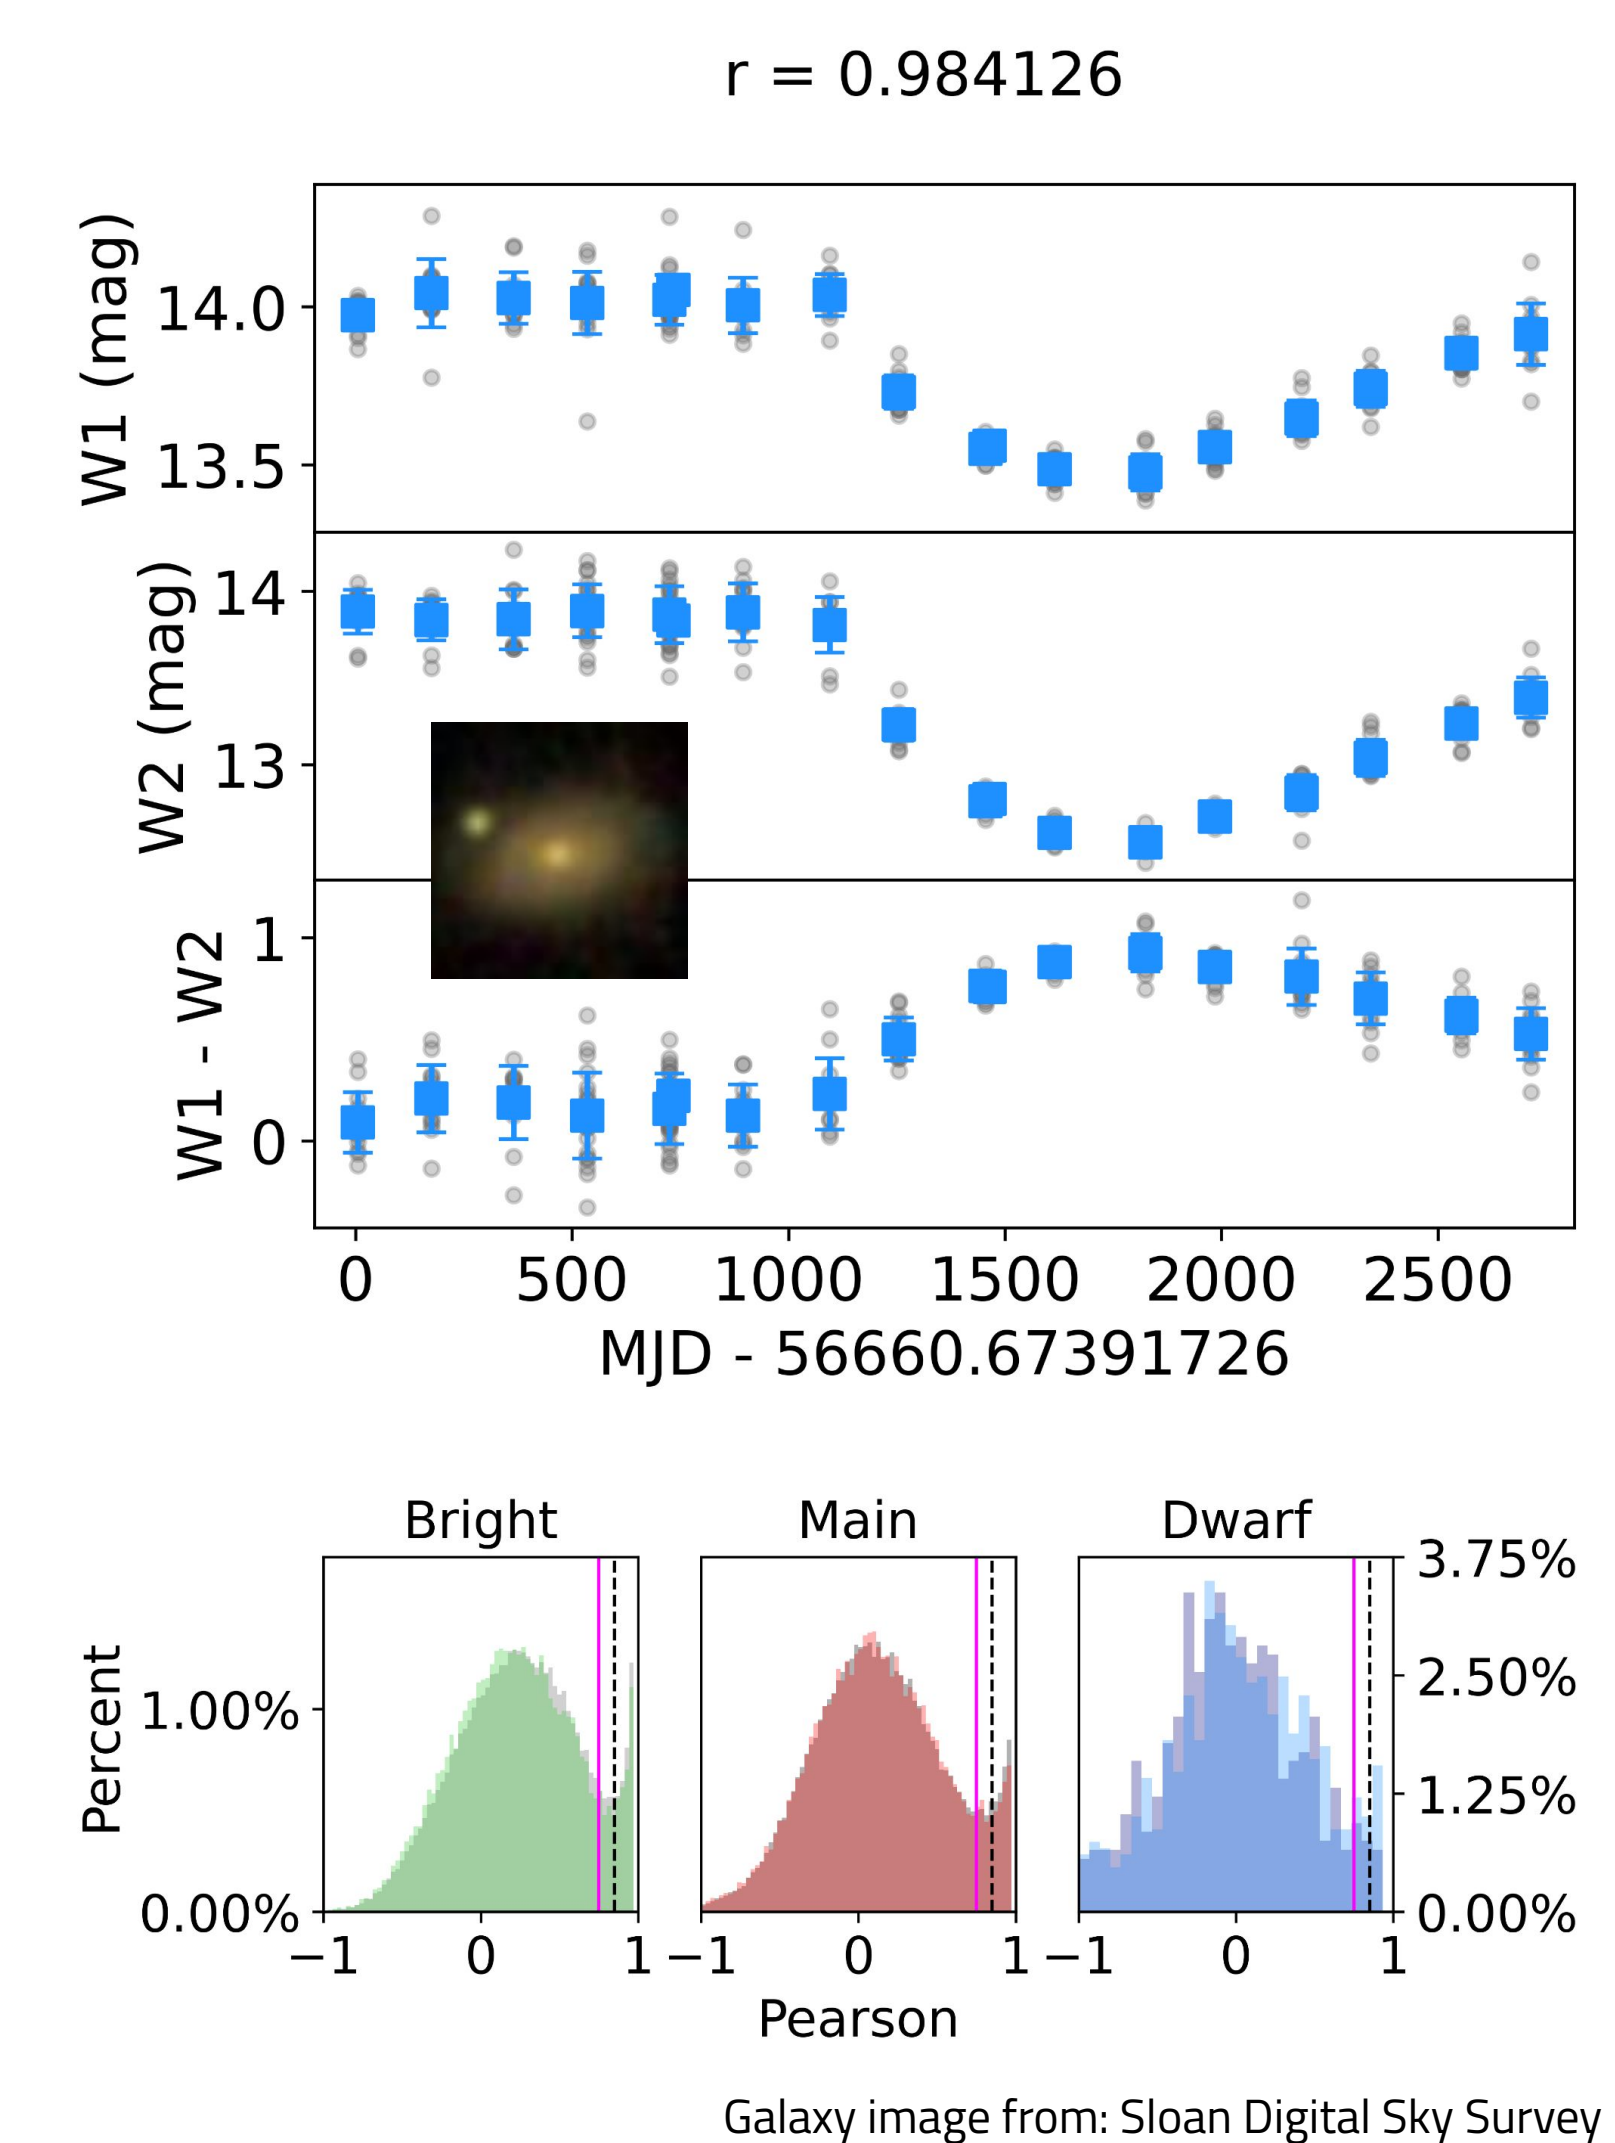 r = 0.984126
W1 (mag)
14.0
13.5
W2 (mag)
14
13
W1 - W2
1
0
0 500 1000 1500 2000 2500
MJD - 56660.67391726
Bright Main Dwarf
Percent
1.00%
0.00%
3.75%
2.50%
1.25%
0.00%
−1 0 1 −1 0 1 −1 0 1
Pearson
Galaxy image from: Sloan Digital Sky Survey